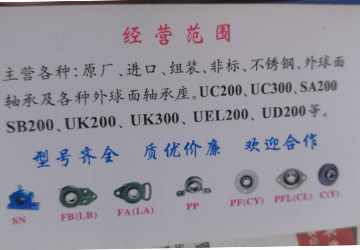 经营范围
主营各种:原厂、进口、组装、非标、不锈钢、外球面
轴承及各种外球面轴承座。UC200、UC300、SA200
SB200、UK200、UK300、UEL200、UD200等。
型号齐全 质优价廉 欢迎合作
SN FB(LB) FA(LA) PP PF(CY) PFL(CL) C(Y)